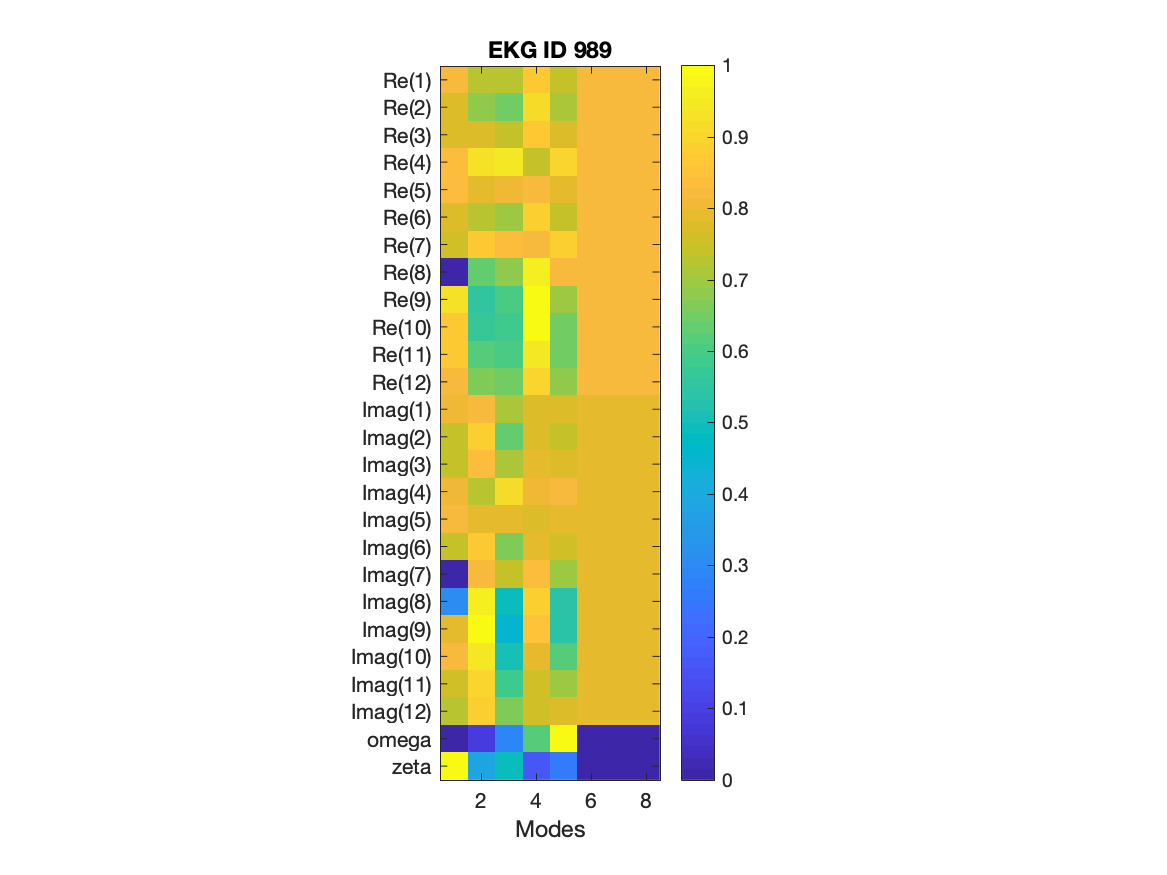 EKG ID 989
Re(1)
Re(2)
Re(3)
Re(4)
Re(5)
Re(6)
Re(7)
Re(8)
Re(9)
Re(10)
Re(11)
Re(12)
Imag(1)
Imag(2)
Imag(3)
Imag(4)
Imag(5)
Imag(6)
Imag(7)
Imag(8)
Imag(9)
Imag(10)
Imag(11)
Imag(12)
omega
zeta
2 4 6 8
Modes
1
0.9
0.8
0.7
0.6
0.5
0.4
0.3
0.2
0.1
0